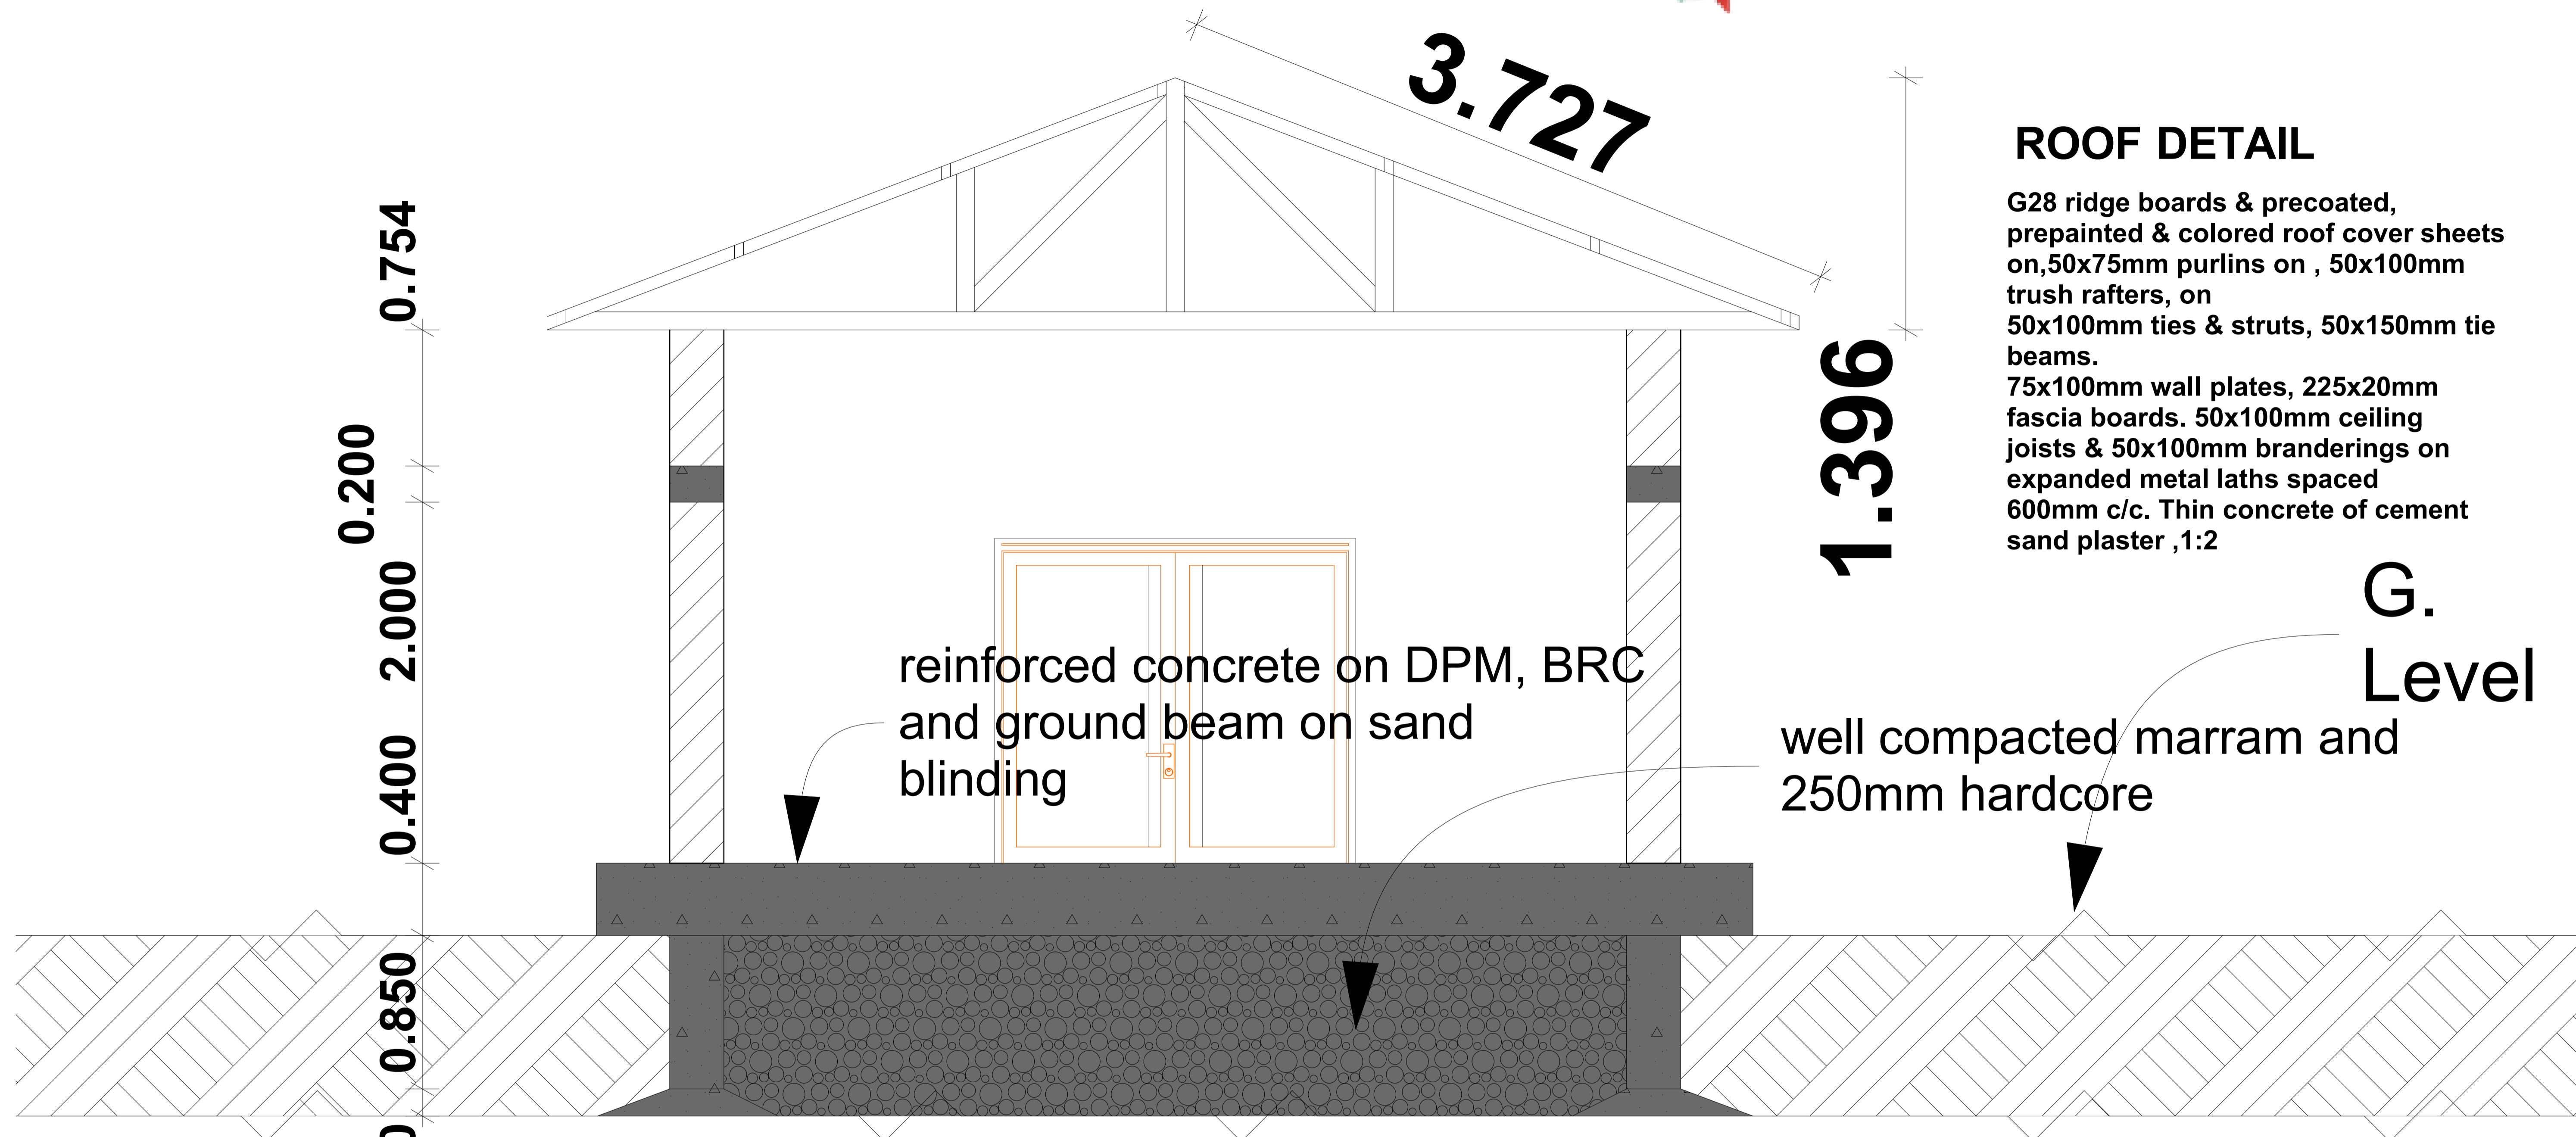 3.727
ROOF DETAIL
G28 ridge boards & precoated,
prepainted & colored roof cover sheets
on,50x75mm purlins on , 50x100mm
trush rafters, on
50x100mm ties & struts, 50x150mm tie
beams.
75x100mm wall plates, 225x20mm
fascia boards. 50x100mm ceiling
joists & 50x100mm branderings on
expanded metal laths spaced
600mm c/c. Thin concrete of cement
sand plaster ,1:2
0.754
0.200
2.000
0.400
0.850
1.396
G.
Level
reinforced concrete on DPM, BRC
and ground beam on sand
blinding
well compacted marram and
250mm hardcore